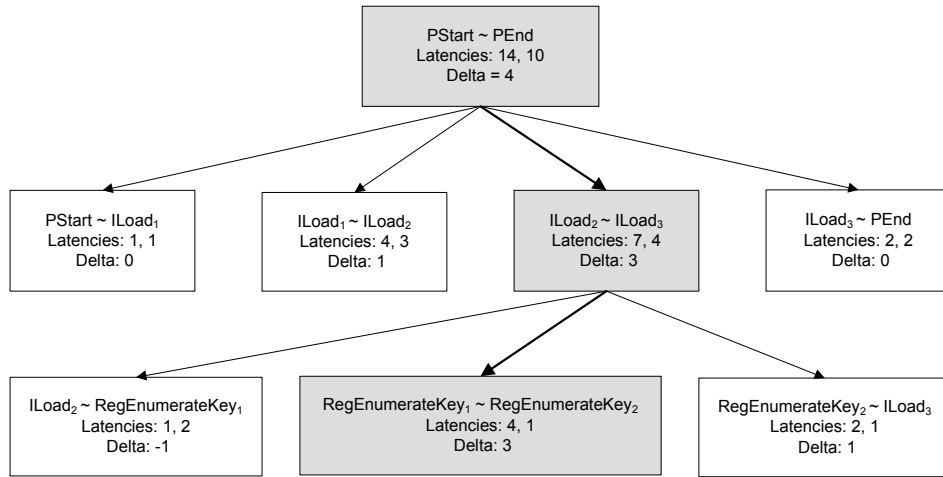 PStart ~ PEnd
Latencies: 14, 10
Delta = 4
PStart ~ ILoad₁
Latencies: 1, 1
Delta: 0
ILoad₁ ~ ILoad₂
Latencies: 4, 3
Delta: 1
ILoad₂ ~ ILoad₃
Latencies: 7, 4
Delta: 3
ILoad₃ ~ PEnd
Latencies: 2, 2
Delta: 0
ILoad₂ ~ RegEnumerateKey₁
Latencies: 1, 2
Delta: -1
RegEnumerateKey₁ ~ RegEnumerateKey₂
Latencies: 4, 1
Delta: 3
RegEnumerateKey₂ ~ ILoad₃
Latencies: 2, 1
Delta: 1